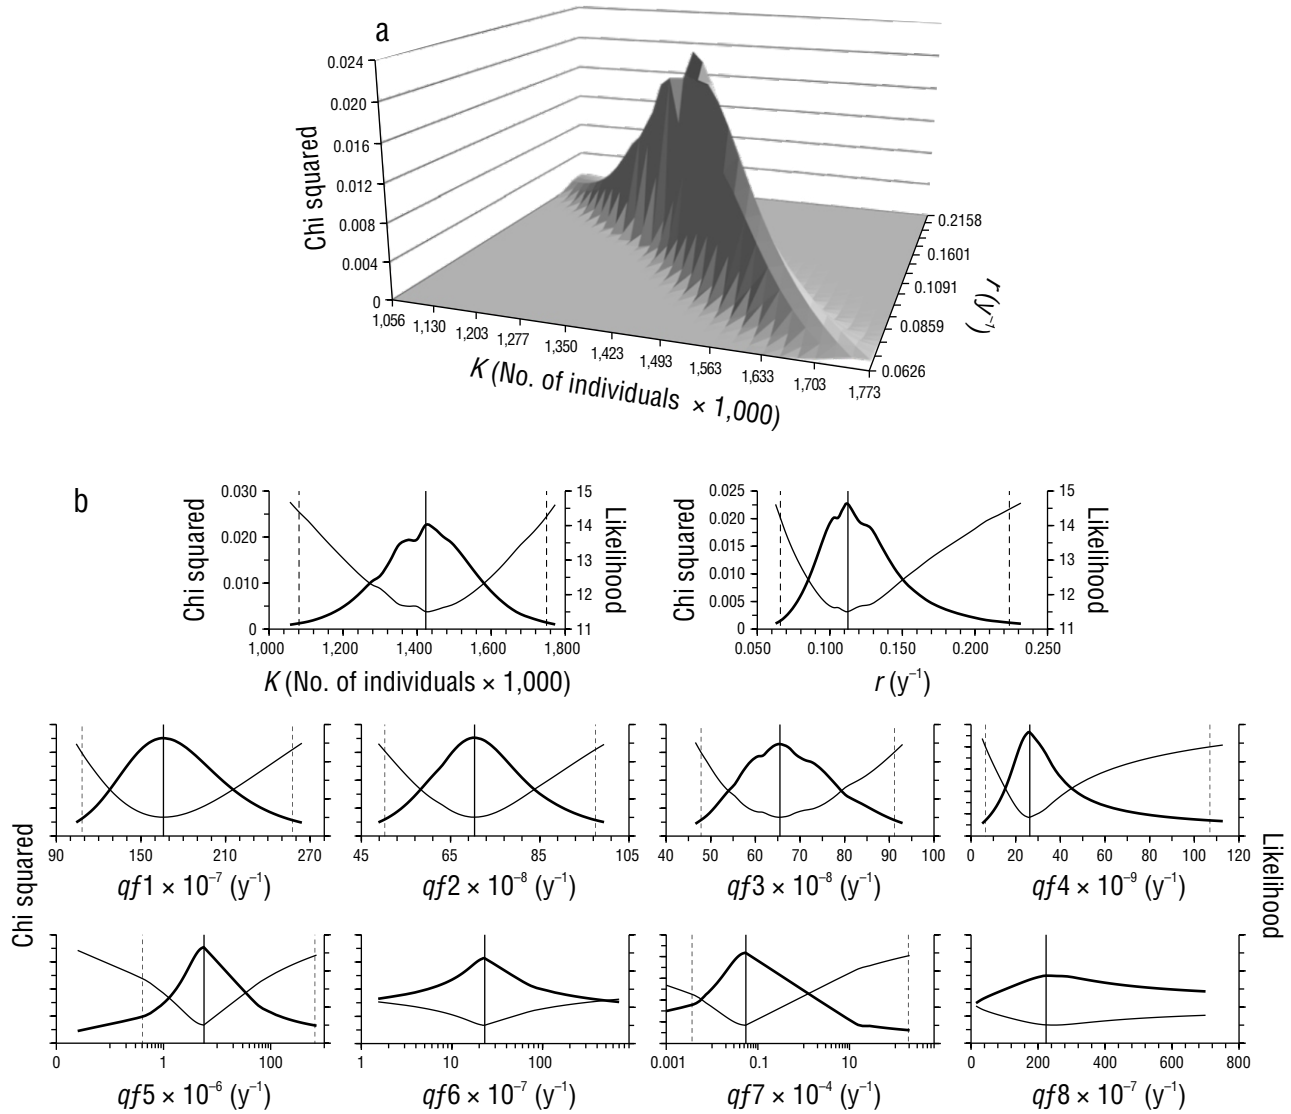 a
0.024
0.020
0.016
0.012
0.008
0.004
0
Chi squared
1,056
1,130
1,203
1,277
1,350
1,423
1,493
1,563
1,633
1,703
1,773
K (No. of individuals × 1,000)
0.2158
0.1601
0.1091
0.0859
0.0626
r (y⁻¹)
b
0.030
0.020
0.010
0
Chi squared
15
14
13
12
11
Likelihood
1,000 1,200 1,400 1,600 1,800
K (No. of individuals × 1,000)
0.025
0.020
0.015
0.010
0.005
0
Chi squared
15
14
13
12
11
Likelihood
0.050 0.100 0.150 0.200 0.250
r (y⁻¹)
Chi squared
Likelihood
90 150 210 270
qf1 × 10⁻⁷ (y⁻¹)
45 65 85 105
qf2 × 10⁻⁸ (y⁻¹)
40 50 60 70 80 90 100
qf3 × 10⁻⁸ (y⁻¹)
0 20 40 60 80 100 120
qf4 × 10⁻⁹ (y⁻¹)
0 1 100
qf5 × 10⁻⁶ (y⁻¹)
1 10 100
qf6 × 10⁻⁷ (y⁻¹)
0.001 0.1 10
qf7 × 10⁻⁴ (y⁻¹)
0 200 400 600 800
qf8 × 10⁻⁷ (y⁻¹)